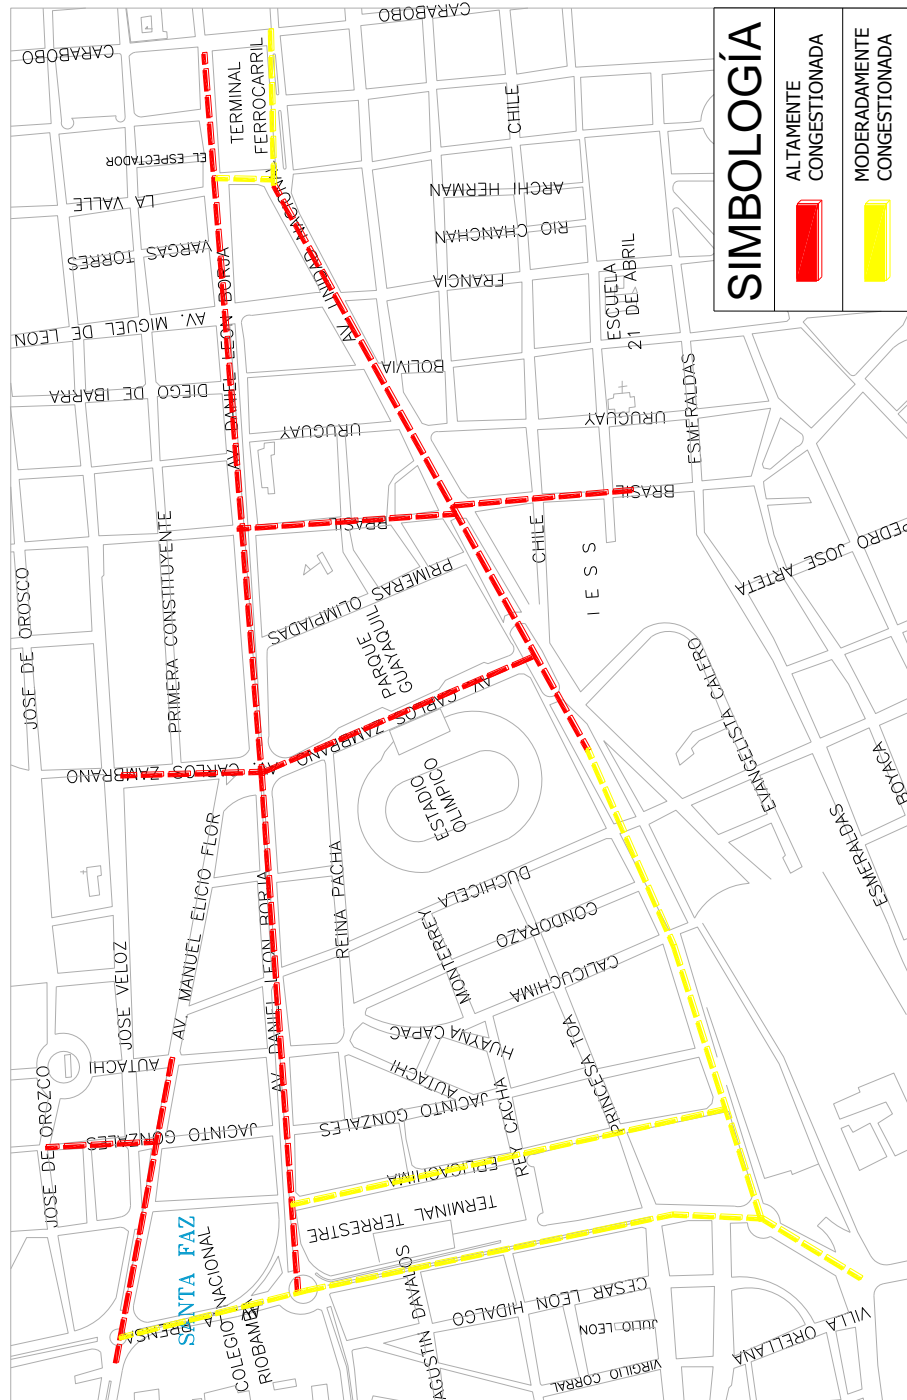 SIMBOLOGÍA
ALTAMENTE
CONGESTIONADA
MODERADAMENTE
CONGESTIONADA
CARABOBO
CARABOBO
TERMINAL
FERROCARRIL
EL ESPECTADOR
LA VALLE
VARGAS TORRES
AV. MIGUEL DE LEON
DIEGO DE IBARRA
AV. DANIEL LEON BORJA
AV. UNIDAD NACIONAL
CHILE
ARCHI HERMAN
RIO CHANCHAN
FRANCIA
ESCUELA
21 DE ABRIL
BOLIVIA
URUGUAY
URUGUAY
ESMERALDAS
BRASIL
BRASIL
CHILE
I E S S
PEDRO JOSE ARTETA
JOSE DE OROSCO
PRIMERA CONSTITUYENTE
PRIMERAS OLIMPIADAS
PARQUE
GUAYAQUIL
AV. CARLOS ZAMBRANO
CARLOS ZAMBRANO
ESTADIO
OLIMPICO
EVANGELISTA CALERO
BOYACA
ESMERALDAS
AV. MANUEL ELICIO FLOR
JOSE VELOZ
REINA PACHA
AV. DANIEL LEON BORJA
DUCHICELA
MONTERREY
CONDORAZO
CALICUCHIMA
HUAYNA CAPAC
AUTACHI
AUTACHI
JOSE DE OROZCO
JACINTO GONZALES
JACINTO GONZALES
REY CACHA
PRINCESA TOA
EPLICACHIMA
TERMINAL TERRESTRE
SANTA FAZ
LA PRENSA
COLEGIO NACIONAL
RIOBAMBA
AGUSTIN DAVALOS
CESAR LEON HIDALGO
JULIO LEON
VIRGILIO CORRAL
VILLA ORELLANA